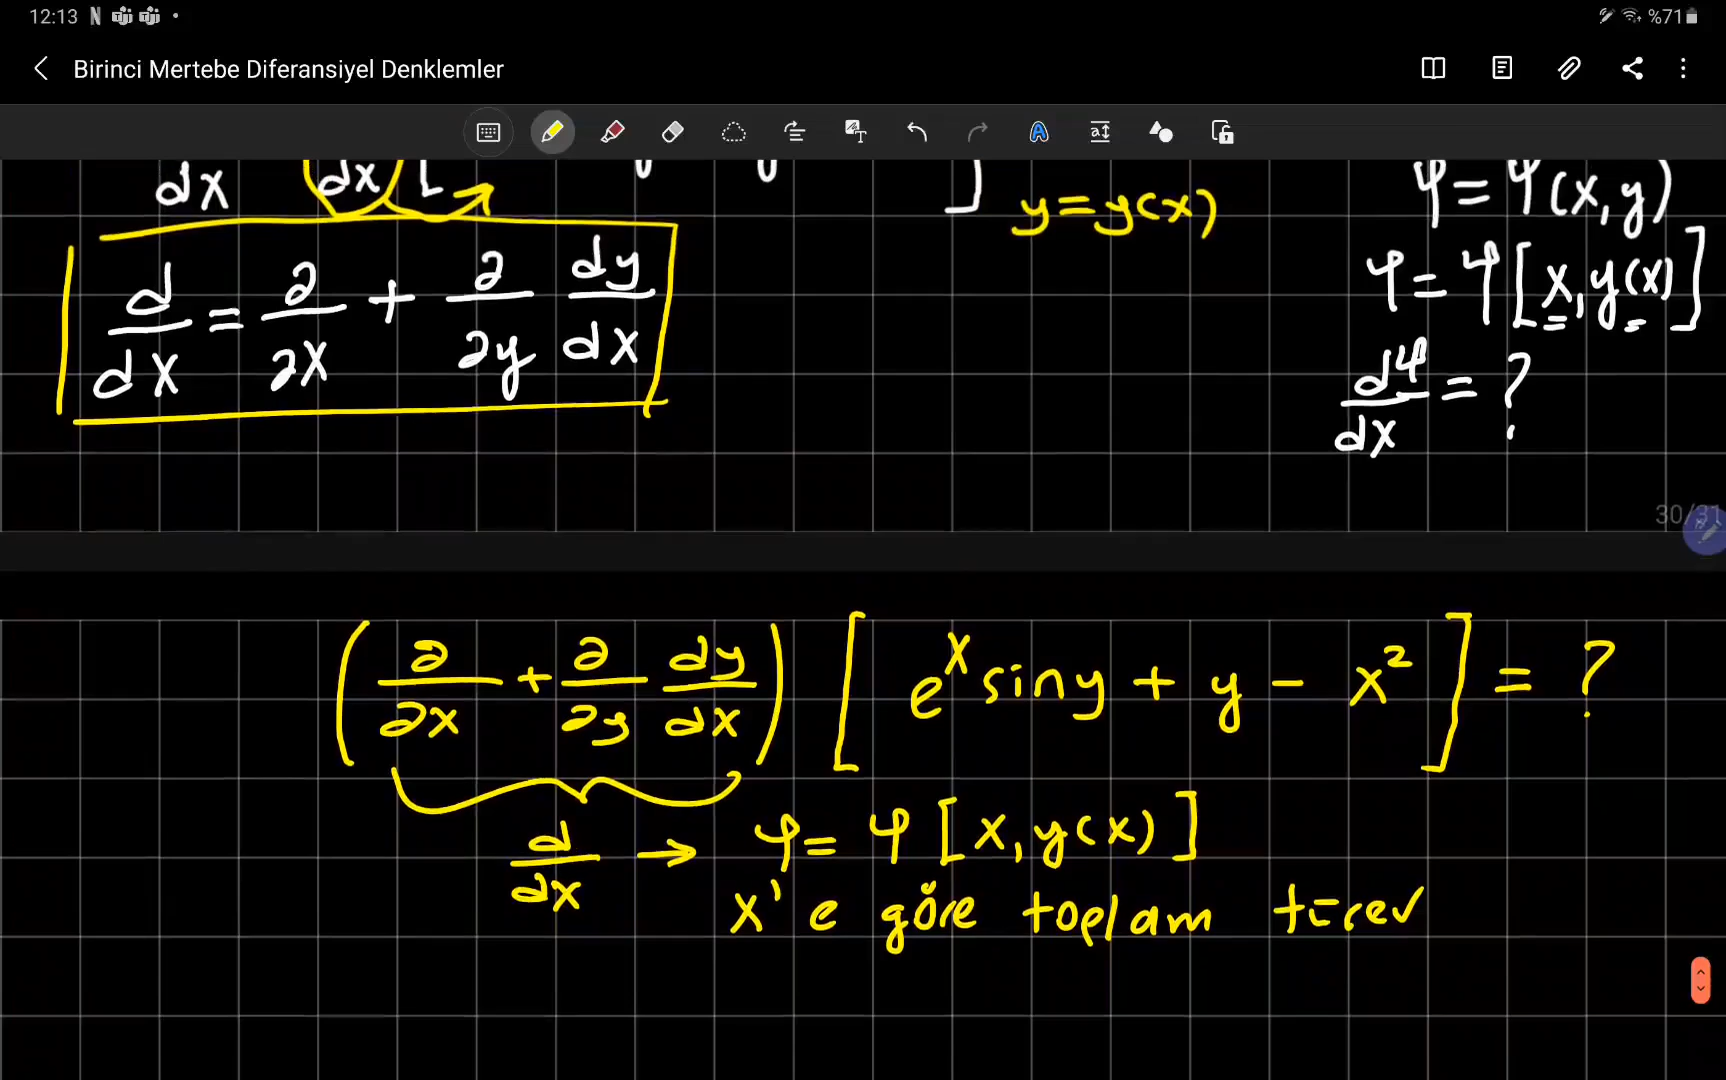 12:13 N %71
Birinci Mertebe Diferansiyel Denklemler
dx dx [ ]
y=y(x)
φ=φ(x,y)
d/dx = ∂/∂x + ∂/∂y dy/dx
φ=φ[x,y(x)]
dφ/dx = ?
30/31
(∂/∂x + ∂/∂y dy/dx) [e^x siny + y - x²] = ?
d/dx → φ=φ[x,y(x)]
x'e göre toplam türev